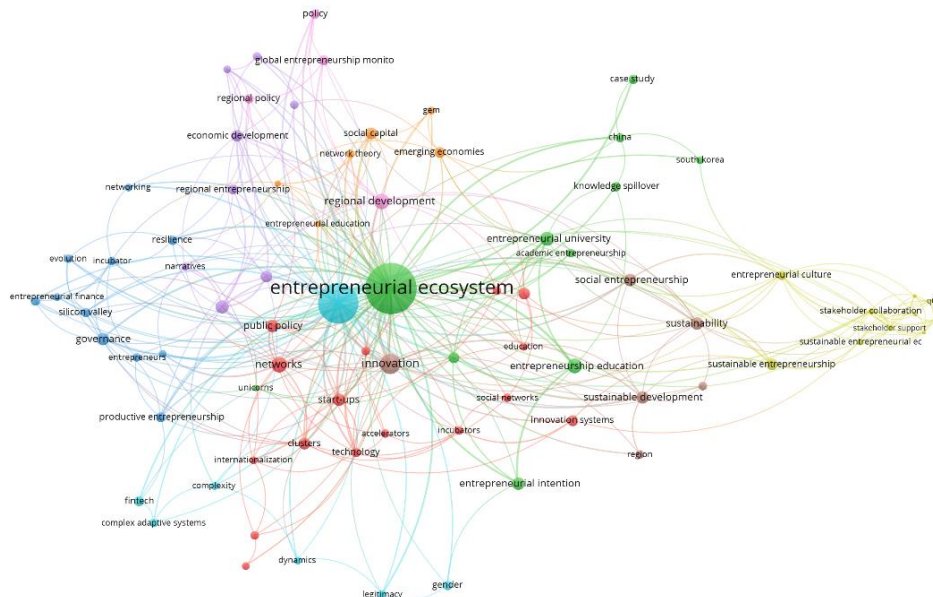 policy
global entrepreneurship monito
case study
regional policy
gem
economic development
social capital
china
network theory
emerging economies
south korea
networking
regional entrepreneurship
knowledge spillover
regional development
entrepreneurial education
resilience
entrepreneurial university
academic entrepreneurship
evolution
incubator
narratives
social entrepreneurship
entrepreneurial culture
entrepreneurial ecosystem
entrepreneurial finance
silicon valley
stakeholder collaboration
public policy
sustainability
stakeholder support
governance
sustainable entrepreneurial ec
education
entrepreneurs
networks
innovation
entrepreneurship education
sustainable entrepreneurship
unicorns
start-ups
social networks
sustainable development
productive entrepreneurship
innovation systems
accelerators
incubators
clusters
technology
region
internationalization
complexity
entrepreneurial intention
fintech
complex adaptive systems
dynamics
gender
legitimacy